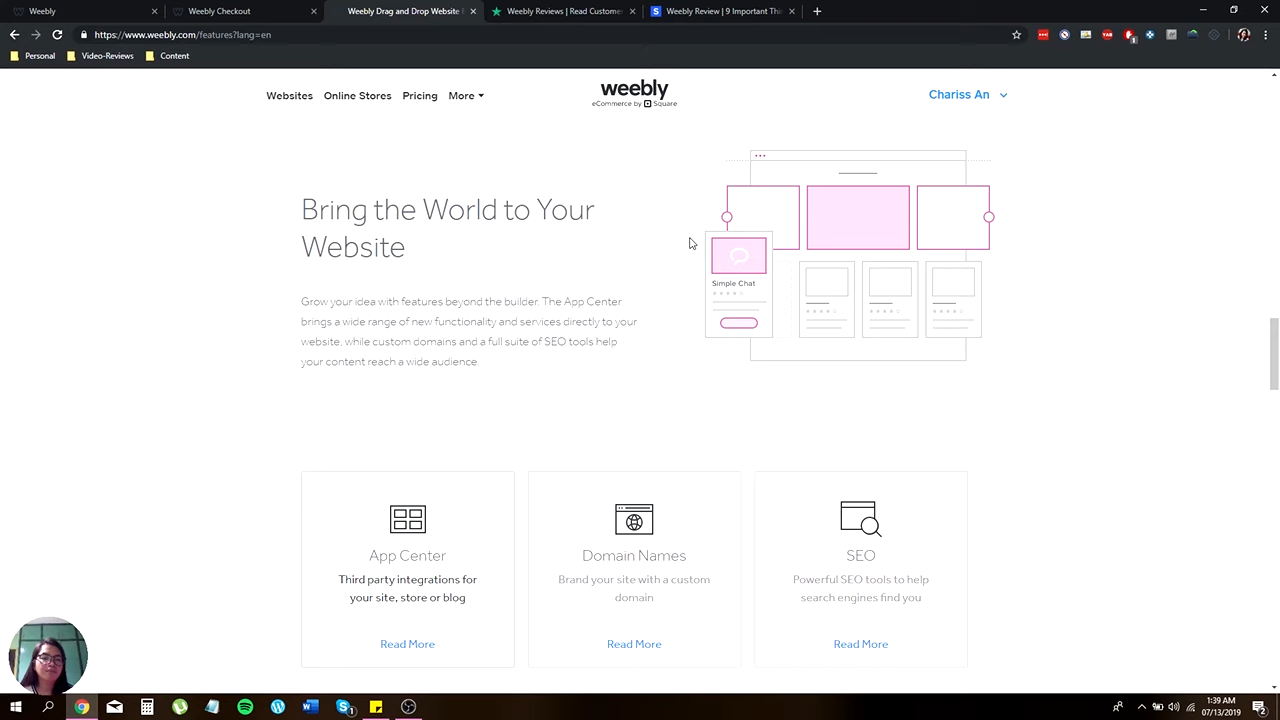 Weebly
Weebly Checkout
Weebly Drag and Drop Website
Weebly Reviews | Read Customer
Weebly Review | 9 Important Thi
https://www.weebly.com/features?lang=en
Personal
Video-Reviews
Content
Websites
Online Stores
Pricing
More
weebly
eCommerce by Square
Chariss An
Bring the World to Your
Website
Grow your idea with features beyond the builder. The App Center
brings a wide range of new functionality and services directly to your
website, while custom domains and a full suite of SEO tools help
your content reach a wide audience.
Simple Chat
App Center
Third party integrations for
your site, store or blog
Read More
Domain Names
Brand your site with a custom
domain
Read More
SEO
Powerful SEO tools to help
search engines find you
Read More
1:39 AM
07/13/2019